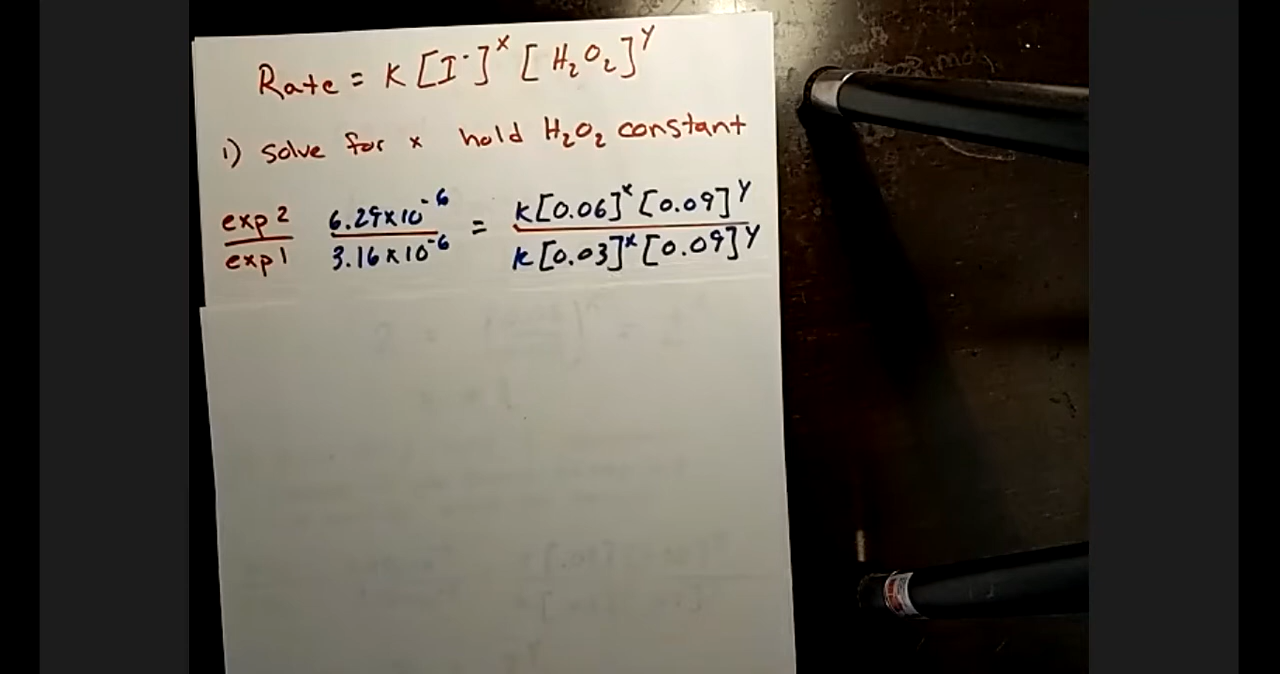 Rate = K [I⁻]ˣ [H₂O₂]ʸ
1) solve for x hold H₂O₂ constant
exp 2 / exp 1 6.29x10⁻⁶ / 3.16x10⁻⁶ = K[0.06]ˣ[0.09]ʸ / K[0.03]ˣ[0.09]ʸ